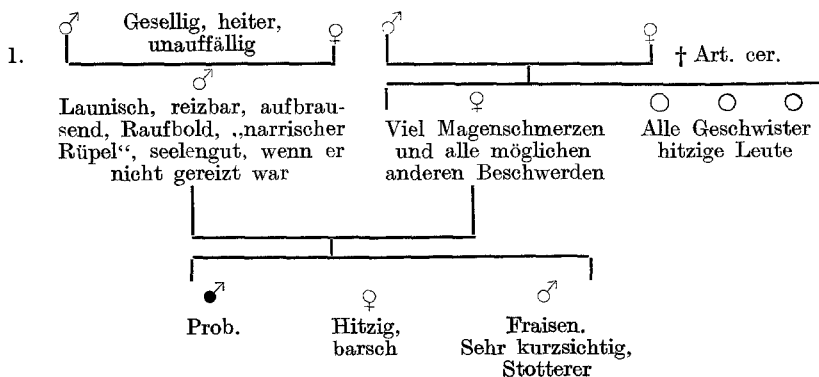 1.
Gesellig, heiter,
unauffällig
† Art. cer.
Launisch, reizbar, aufbrau-
send, Raufbold, „narrischer
Rüpel“, seelengut, wenn er
nicht gereizt war
Viel Magenschmerzen
und alle möglichen
anderen Beschwerden
Alle Geschwister
hitzige Leute
Prob.
Hitzig,
barsch
Fraisen.
Sehr kurzsichtig,
Stotterer